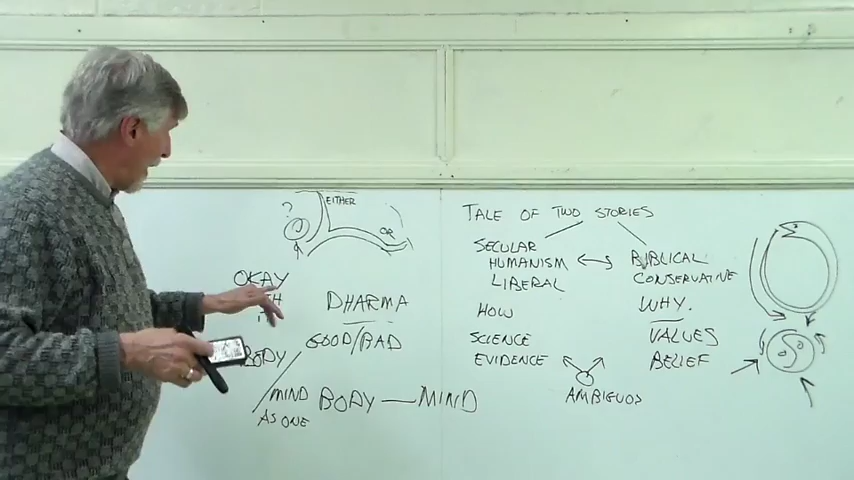 ?
EITHER
OR
OKAY
DHARMA
GOOD/BAD
BODY
/MIND
AS ONE
BODY — MIND
TALE OF TWO STORIES
SECULAR
HUMANISM
LIBERAL
HOW
SCIENCE
EVIDENCE
AMBIGUOS
BIBLICAL
CONSERVATIVE
WHY.
VALUES
BELIEF